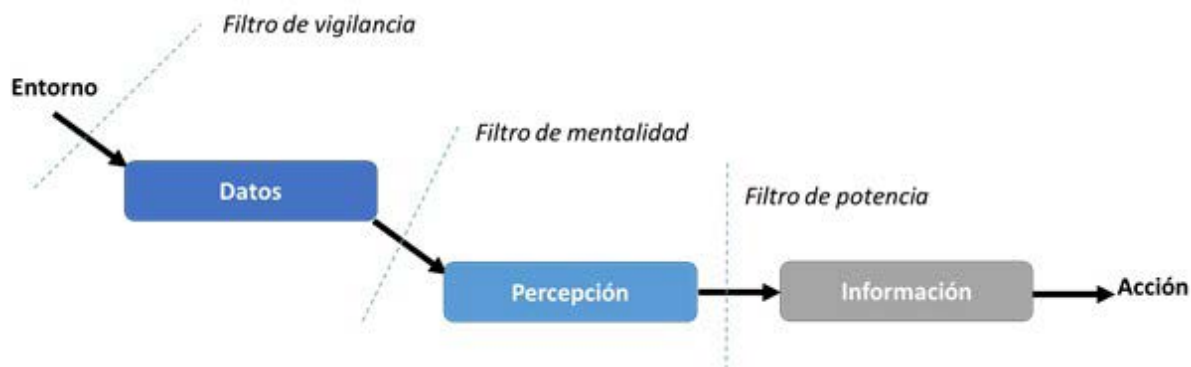 Filtro de vigilancia
Entorno
Filtro de mentalidad
Datos
Filtro de potencia
Percepción
Información
Acción